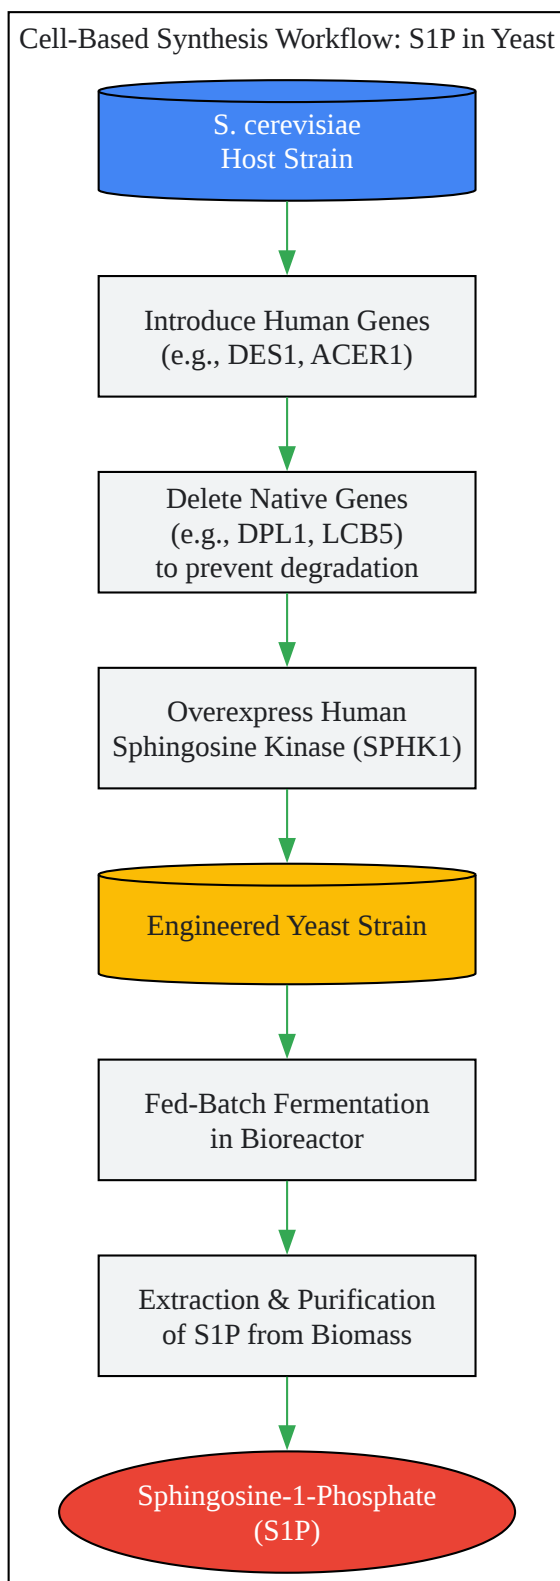 Cell-Based Synthesis Workflow: S1P in Yeast
S. cerevisiae
Host Strain
Introduce Human Genes
(e.g., DES1, ACER1)
Delete Native Genes
(e.g., DPL1, LCB5)
to prevent degradation
Overexpress Human
Sphingosine Kinase (SPHK1)
Engineered Yeast Strain
Fed-Batch Fermentation
in Bioreactor
Extraction & Purification
of S1P from Biomass
Sphingosine-1-Phosphate
(S1P)